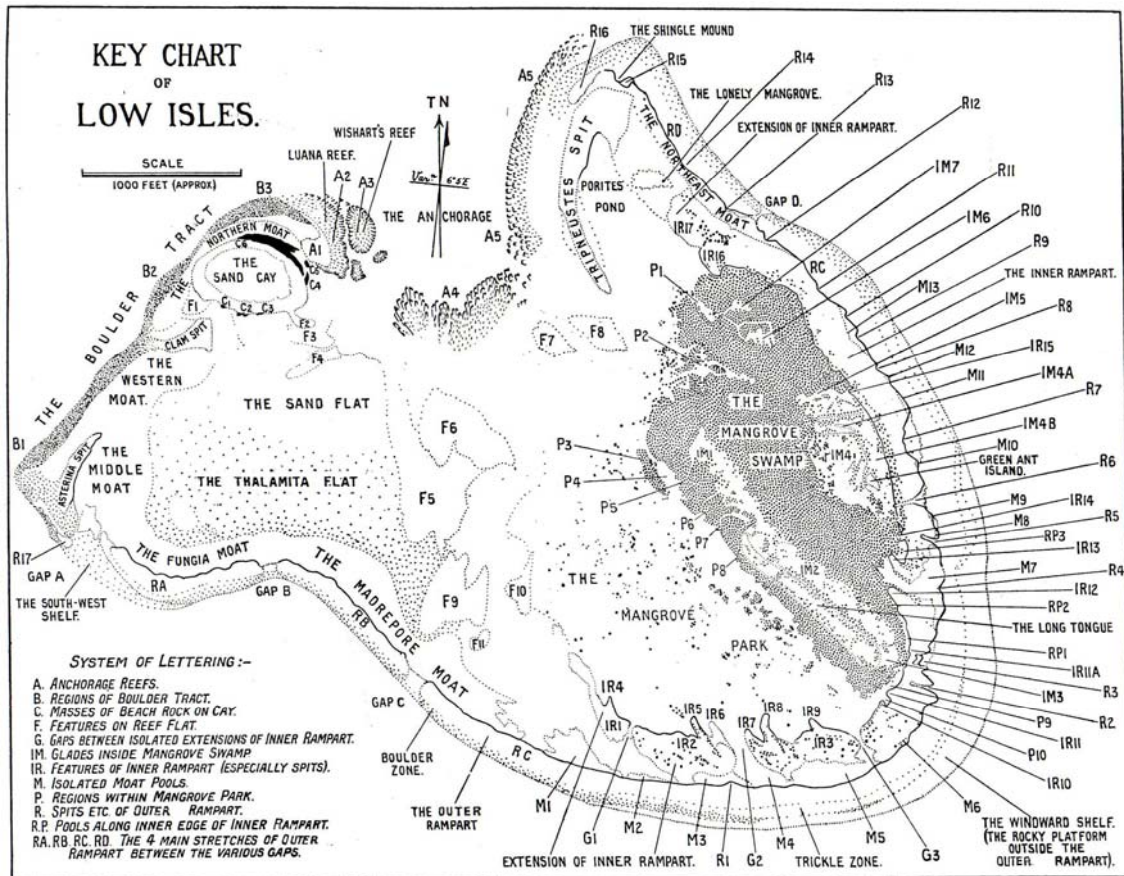 KEY CHART
OF
LOW ISLES.
SCALE
1000 FEET (APPROX)
TN
Varⁿ 6·5E
WISHART'S REEF
LUANA REEF.
A2
A3
THE ANCHORAGE
A5
A5
A4
A1
B3
B2
B1
THE BOULDER TRACT
NORTHERN MOAT
C6
THE
SAND CAY
THE
C5
C4
C1
C2
C3
F1
F2
F3
F4
CLAM SPIT
THE
WESTERN
MOAT.
THE SAND FLAT
ASTERINA SPIT
THE
MIDDLE
MOAT
THE THALAMITA FLAT
F5
F6
F7
F8
F9
F10
F11
R17
GAP A
THE SOUTH-WEST
SHELF.
THE FUNGIA MOAT
RA
GAP B
THE MADREPORE MOAT
RB
GAP C
BOULDER
ZONE.
THE OUTER
RAMPART
RC
R16
THE SHINGLE MOUND
R15
R14
THE LONELY MANGROVE.
R13
EXTENSION OF INNER RAMPART.
R12
IM7
R11
IM6
R10
R9
THE INNER RAMPART.
IM5
R8
M13
M12
IR15
M11
IM4A
R7
IM4B
M10
GREEN ANT
ISLAND.
R6
M9
IR14
M8
R5
RP3
IR13
M7
R4
IR12
RP2
THE LONG TONGUE
RP1
IR11A
IM3
R3
R2
P9
IR11
P10
IR10
M6
THE WINDWARD SHELF.
(THE ROCKY PLATFORM
OUTSIDE THE
OUTER RAMPART).
TRIPNEUSTES SPIT
PORITES
POND
RD
THE NORTHEAST MOAT
GAP D.
IR17
IR16
RC
P1
P2
THE
MANGROVE
SWAMP
IM4
IM1
P3
P4
P5
P6
P7
P8
IM2
THE
MANGROVE
PARK
IR4
IR1
IR5
IR6
IR2
IR7
IR8
IR9
IR3
M1
G1
M2
M3
R1
G2
M4
M5
G3
EXTENSION OF INNER RAMPART.
TRICKLE ZONE.
SYSTEM OF LETTERING:-
A. ANCHORAGE REEFS.
B. REGIONS OF BOULDER TRACT.
C. MASSES OF BEACH ROCK ON CAY.
F. FEATURES ON REEF FLAT.
G. GAPS BETWEEN ISOLATED EXTENSIONS OF INNER RAMPART.
IM. GLADES INSIDE MANGROVE SWAMP
IR. FEATURES OF INNER RAMPART (ESPECIALLY SPITS).
M. ISOLATED MOAT POOLS.
P. REGIONS WITHIN MANGROVE PARK.
R. SPITS ETC. OF OUTER RAMPART.
R.P. POOLS ALONG INNER EDGE OF INNER RAMPART.
RA. RB. RC. RD. THE 4 MAIN STRETCHES OF OUTER
RAMPART BETWEEN THE VARIOUS GAPS.